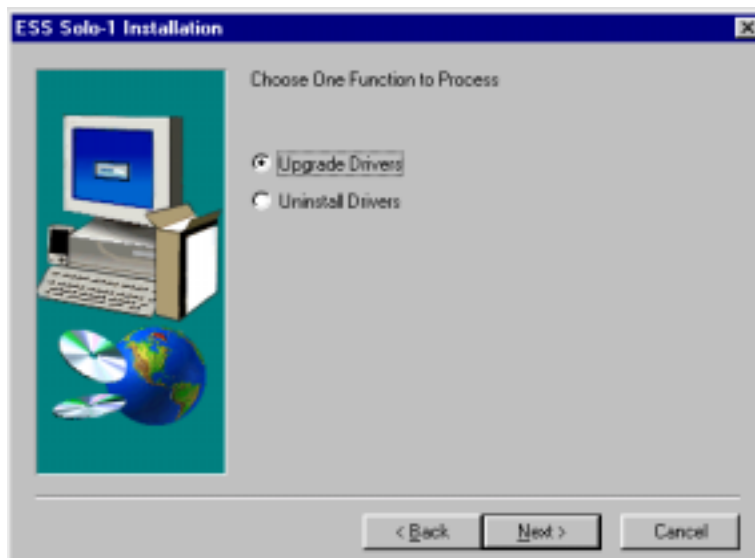 ESS Solo-1 Installation
Choose One Function to Process
Upgrade Drivers
Uninstall Drivers
< Back Next > Cancel